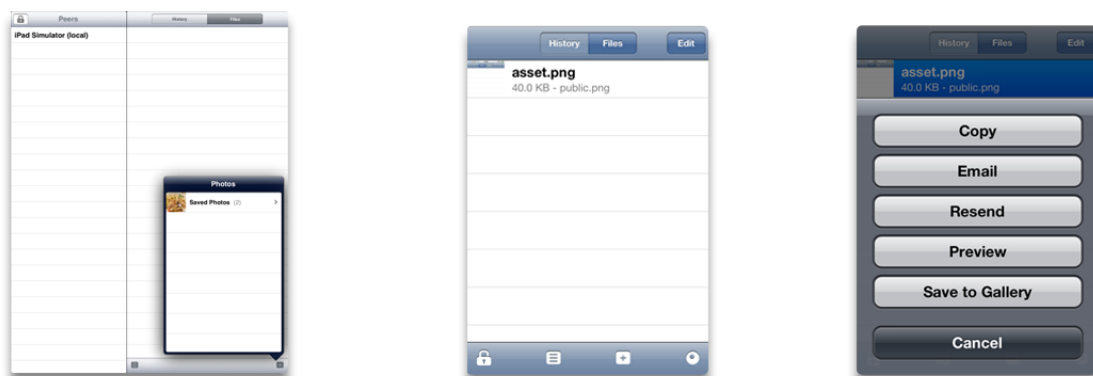 Peers
History Files
iPad Simulator (local)
Photos
Saved Photos (2)
History Files Edit
asset.png
40.0 KB - public.png
History Files Edit
asset.png
40.0 KB - public.png
Copy
Email
Resend
Preview
Save to Gallery
Cancel